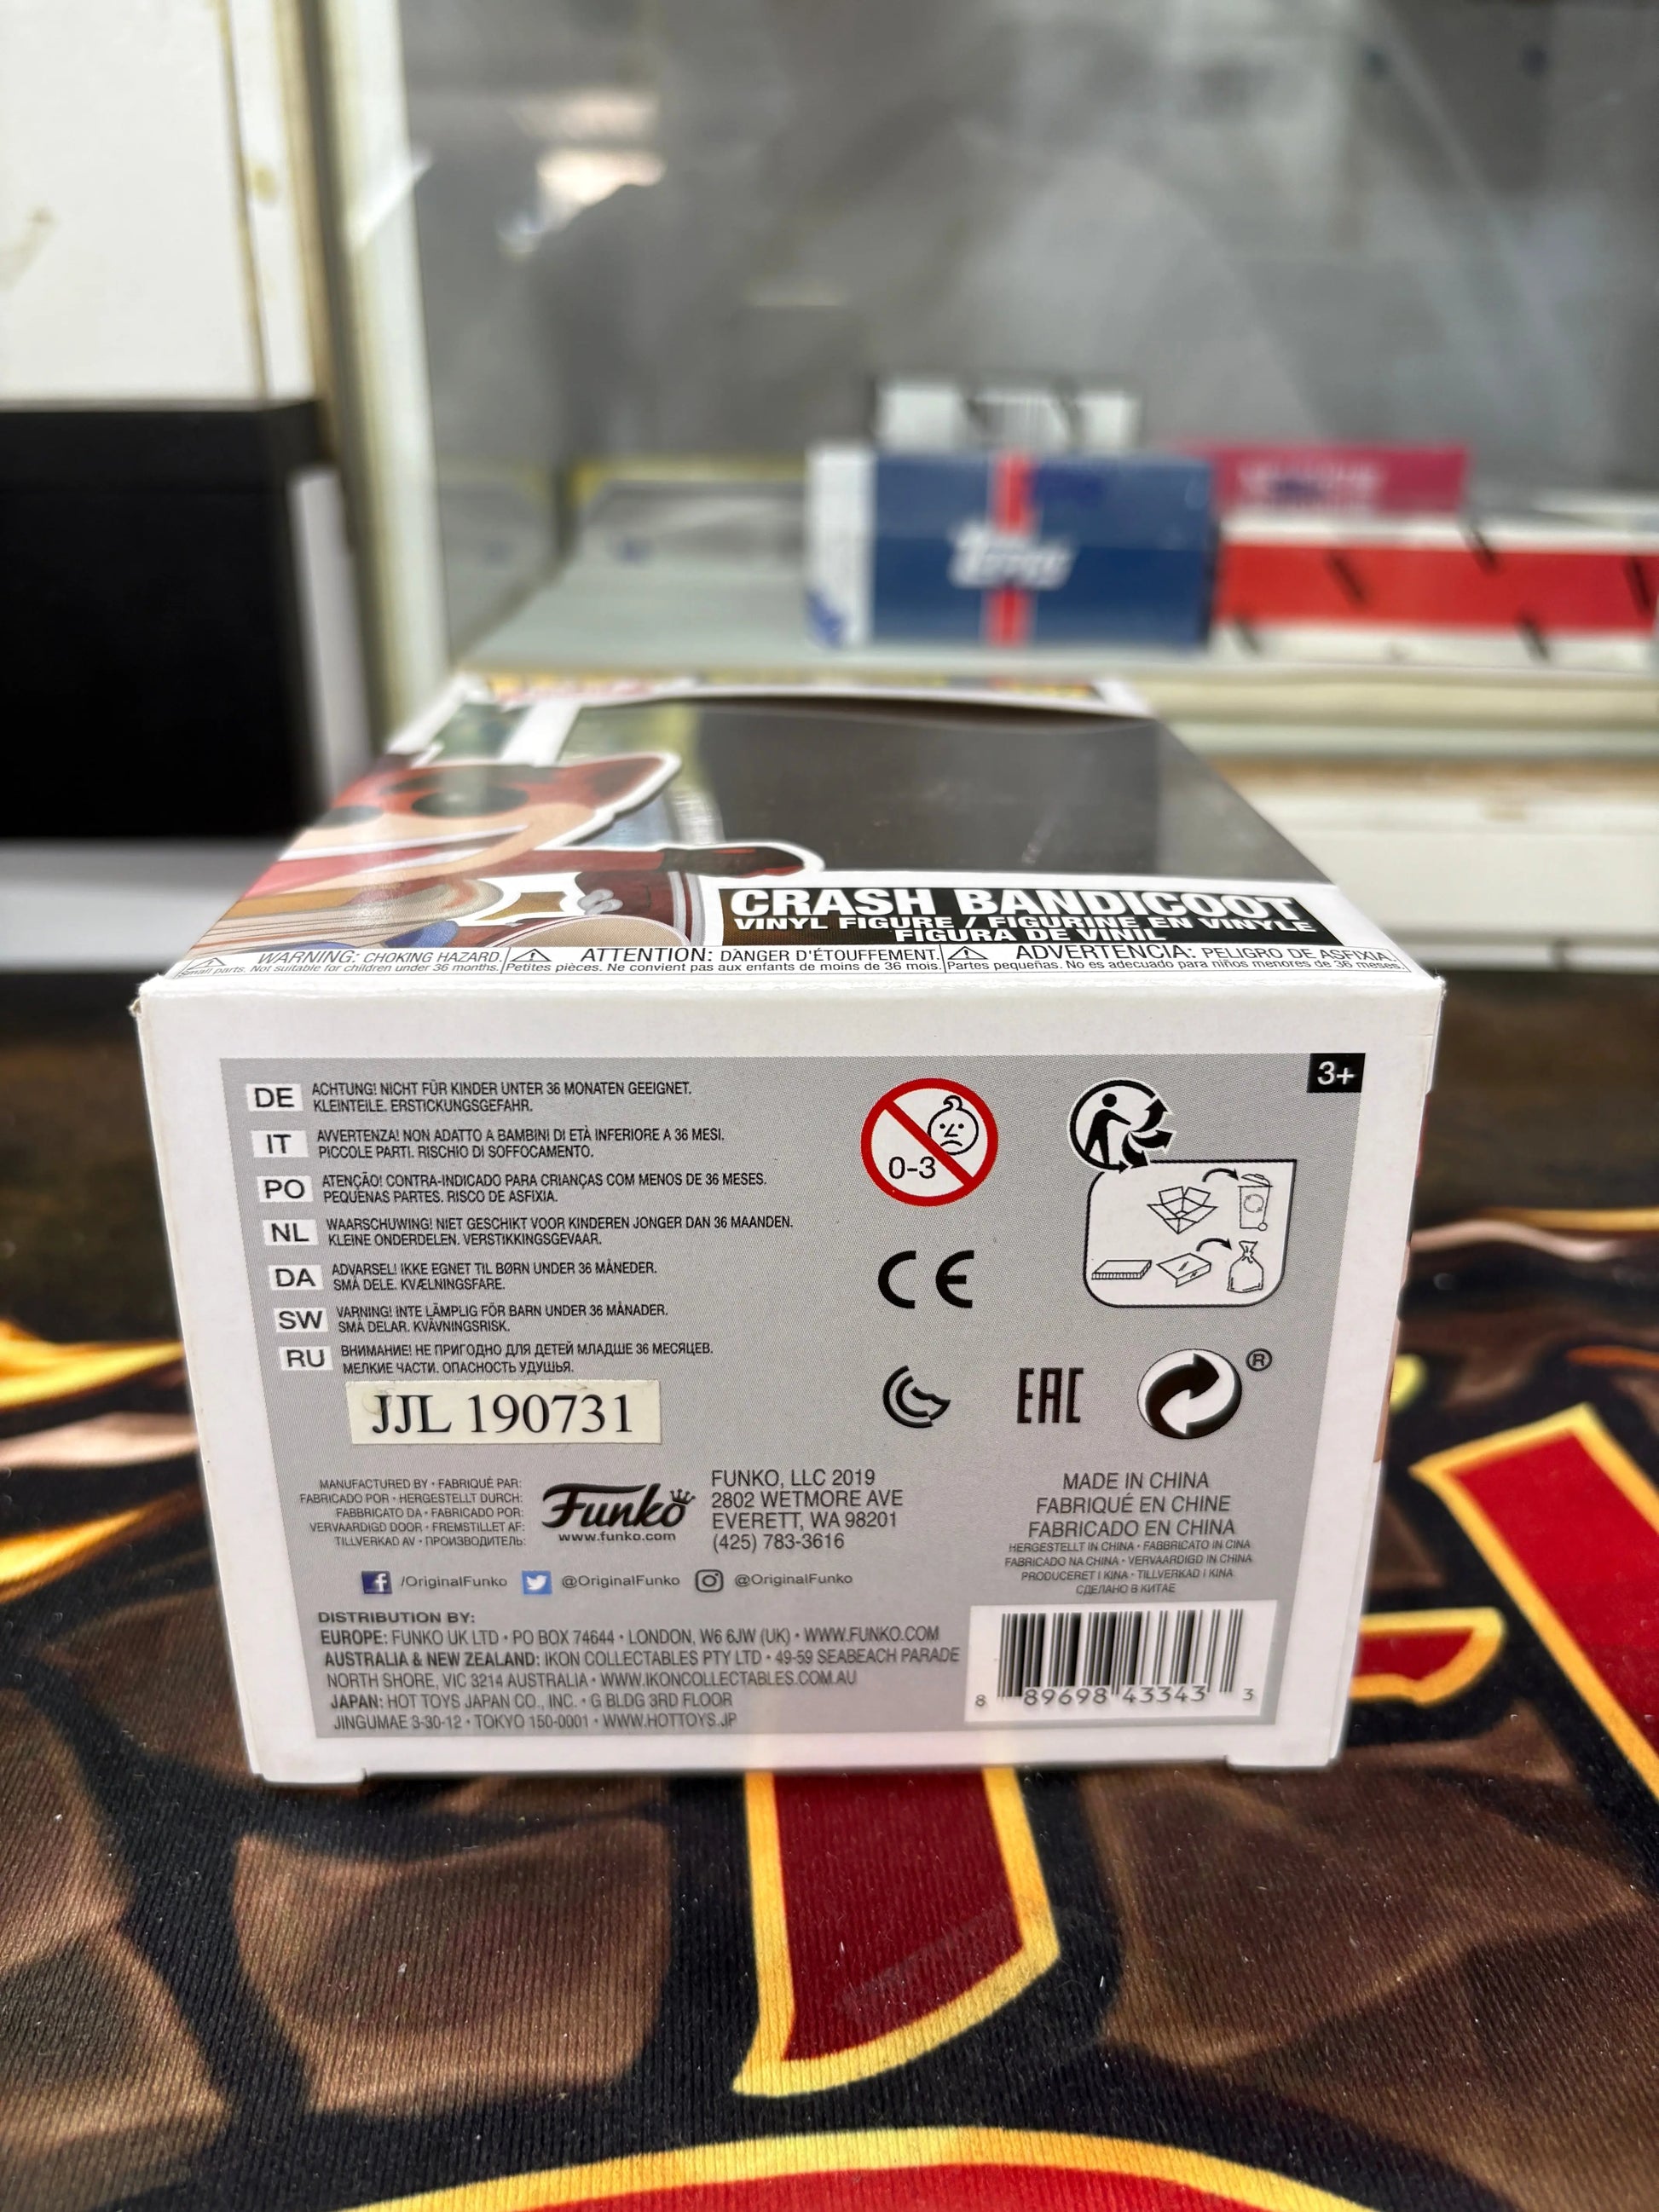 topps
CRASH BANDICOOT
VINYL FIGURE / FIGURINE EN VINYLE
FIGURA DE VINIL
WARNING: CHOKING HAZARD.
Small parts. Not suitable for children under 36 months.
ATTENTION: DANGER D'ÉTOUFFEMENT.
Petites pièces. Ne convient pas aux enfants de moins de 36 mois.
ADVERTENCIA: PELIGRO DE ASFIXIA.
Partes pequeñas. No es adecuado para niños menores de 36 meses.
3+
DE ACHTUNG! NICHT FÜR KINDER UNTER 36 MONATEN GEEIGNET.
KLEINTEILE. ERSTICKUNGSGEFAHR.
IT AVVERTENZA! NON ADATTO A BAMBINI DI ETÀ INFERIORE A 36 MESI.
PICCOLE PARTI. RISCHIO DI SOFFOCAMENTO.
PO ATENÇÃO! CONTRA-INDICADO PARA CRIANÇAS COM MENOS DE 36 MESES.
PEQUENAS PARTES. RISCO DE ASFIXIA.
NL WAARSCHUWING! NIET GESCHIKT VOOR KINDEREN JONGER DAN 36 MAANDEN.
KLEINE ONDERDELEN. VERSTIKKINGSGEVAAR.
DA ADVARSEL! IKKE EGNET TIL BØRN UNDER 36 MÅNEDER.
SMÅ DELE. KVÆLNINGSFARE.
SW VARNING! INTE LÄMPLIG FÖR BARN UNDER 36 MÅNADER.
SMÅ DELAR. KVÄVNINGSRISK.
RU ВНИМАНИЕ! НЕ ПРИГОДНО ДЛЯ ДЕТЕЙ МЛАДШЕ 36 МЕСЯЦЕВ.
МЕЛКИЕ ЧАСТИ. ОПАСНОСТЬ УДУШЬЯ.
0-3
CE
EAC
®
JJL 190731
MANUFACTURED BY • FABRIQUÉ PAR:
FABRICADO POR • HERGESTELLT DURCH:
FABBRICATO DA • FABRICADO POR:
VERVAARDIGD DOOR • FREMSTILLET AF:
TILLVERKAD AV • ПРОИЗВОДИТЕЛЬ:
Funko
www.funko.com
FUNKO, LLC 2019
2802 WETMORE AVE
EVERETT, WA 98201
(425) 783-3616
MADE IN CHINA
FABRIQUÉ EN CHINE
FABRICADO EN CHINA
HERGESTELLT IN CHINA • FABBRICATO IN CINA
FABRICADO NA CHINA • VERVAARDIGD IN CHINA
PRODUCERET I KINA • TILLVERKAD I KINA
СДЕЛАНО В КИТАЕ
/OriginalFunko @OriginalFunko @OriginalFunko
DISTRIBUTION BY:
EUROPE: FUNKO UK LTD • PO BOX 74644 • LONDON, W6 6JW (UK) • WWW.FUNKO.COM
AUSTRALIA & NEW ZEALAND: IKON COLLECTABLES PTY LTD • 49-59 SEABEACH PARADE
NORTH SHORE, VIC 3214 AUSTRALIA • WWW.IKONCOLLECTABLES.COM.AU
JAPAN: HOT TOYS JAPAN CO., INC. • G BLDG 3RD FLOOR
JINGUMAE 3-30-12 • TOKYO 150-0001 • WWW.HOTTOYS.JP
8 89698 43343 3